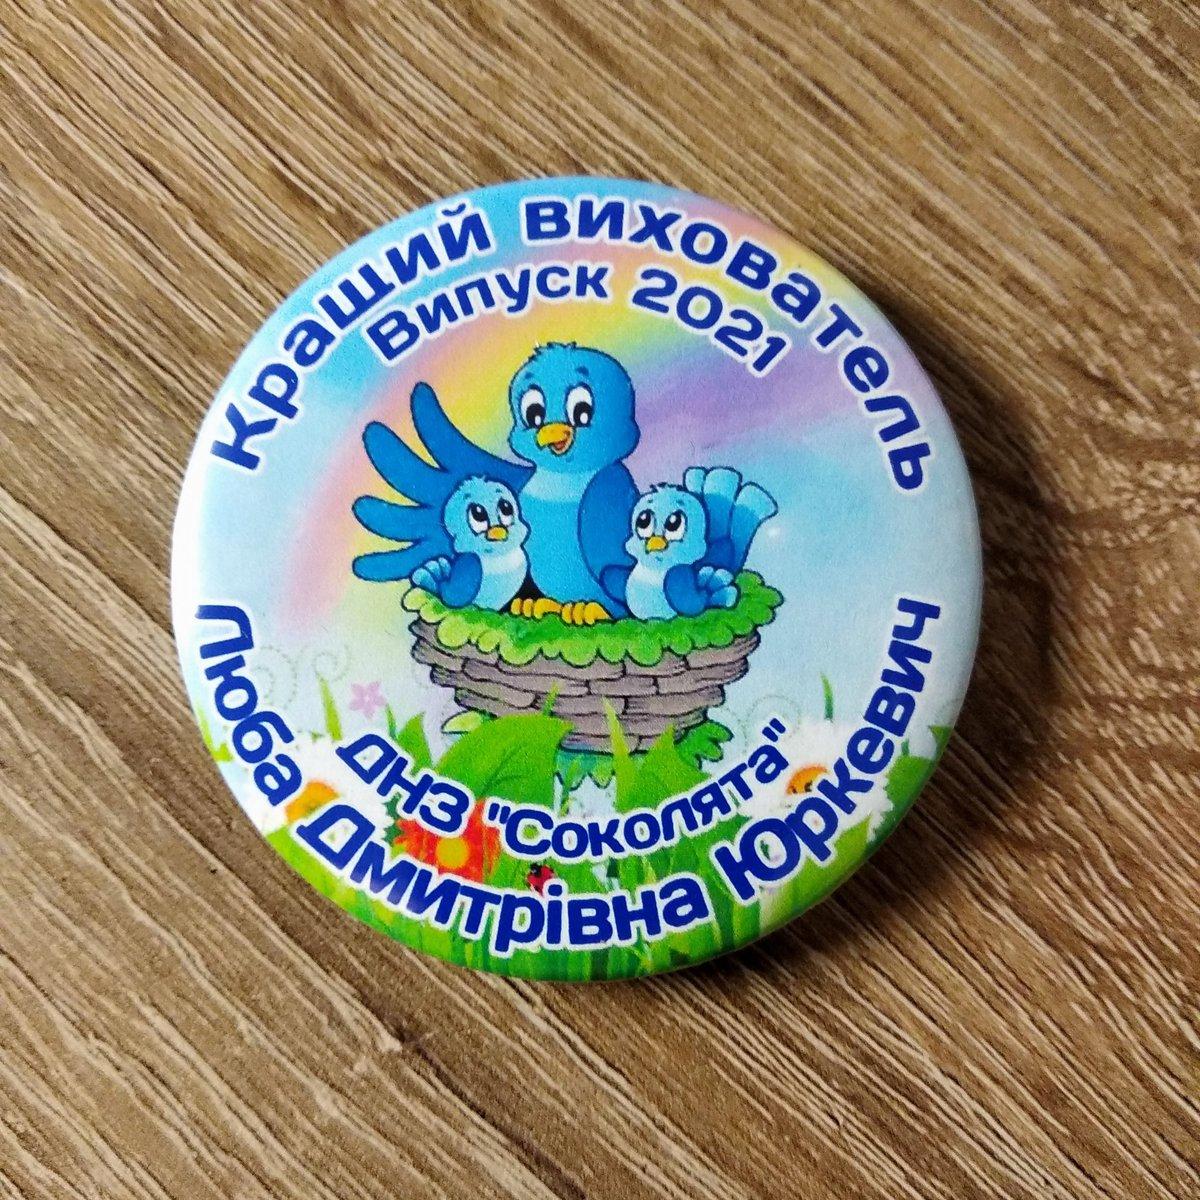 Кращий вихователь
Випуск 2021
ДНЗ "Соколята"
Люба Дмитрівна Юркевич